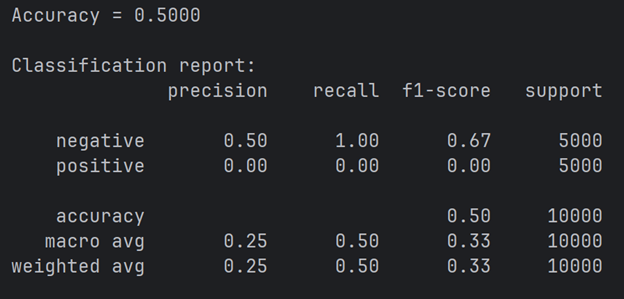 Accuracy = 0.5000
Classification report:
precision recall f1-score support
negative 0.50 1.00 0.67 5000
positive 0.00 0.00 0.00 5000
accuracy 0.50 10000
macro avg 0.25 0.50 0.33 10000
weighted avg 0.25 0.50 0.33 10000